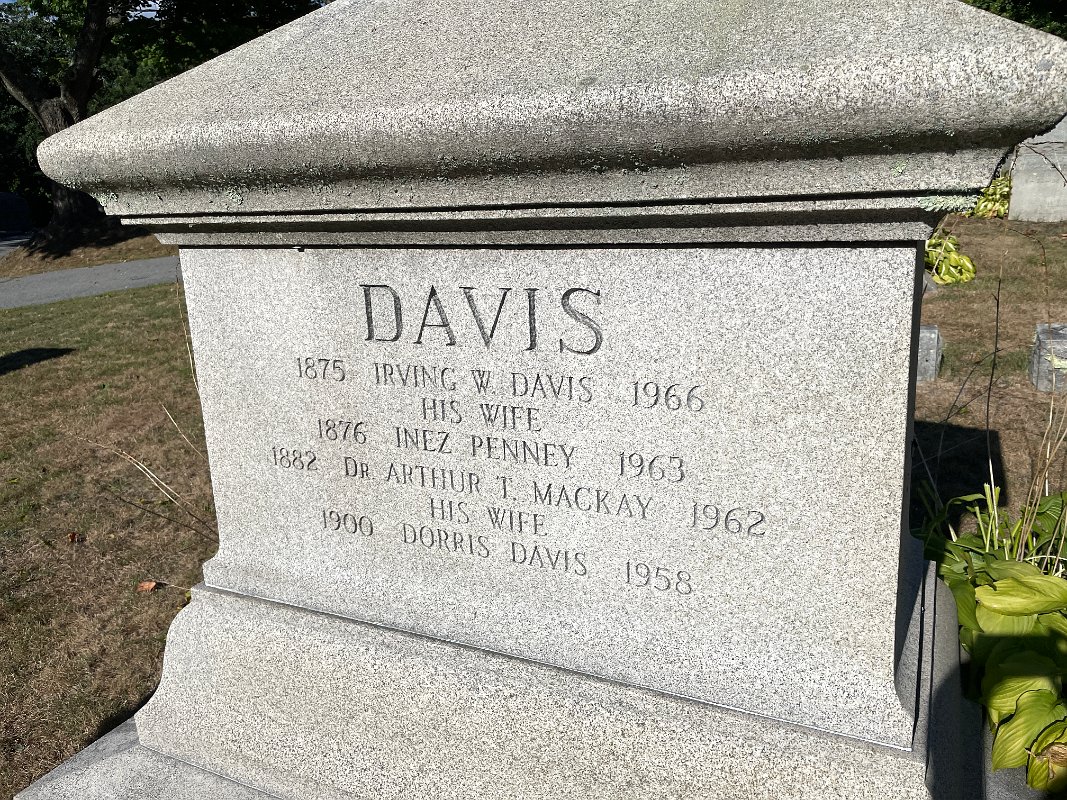 DAVIS
1875 IRVING W. DAVIS 1966
HIS WIFE
1876 INEZ PENNEY 1963
1882 DR ARTHUR T. MACKAY 1962
HIS WIFE
1900 DORRIS DAVIS 1958